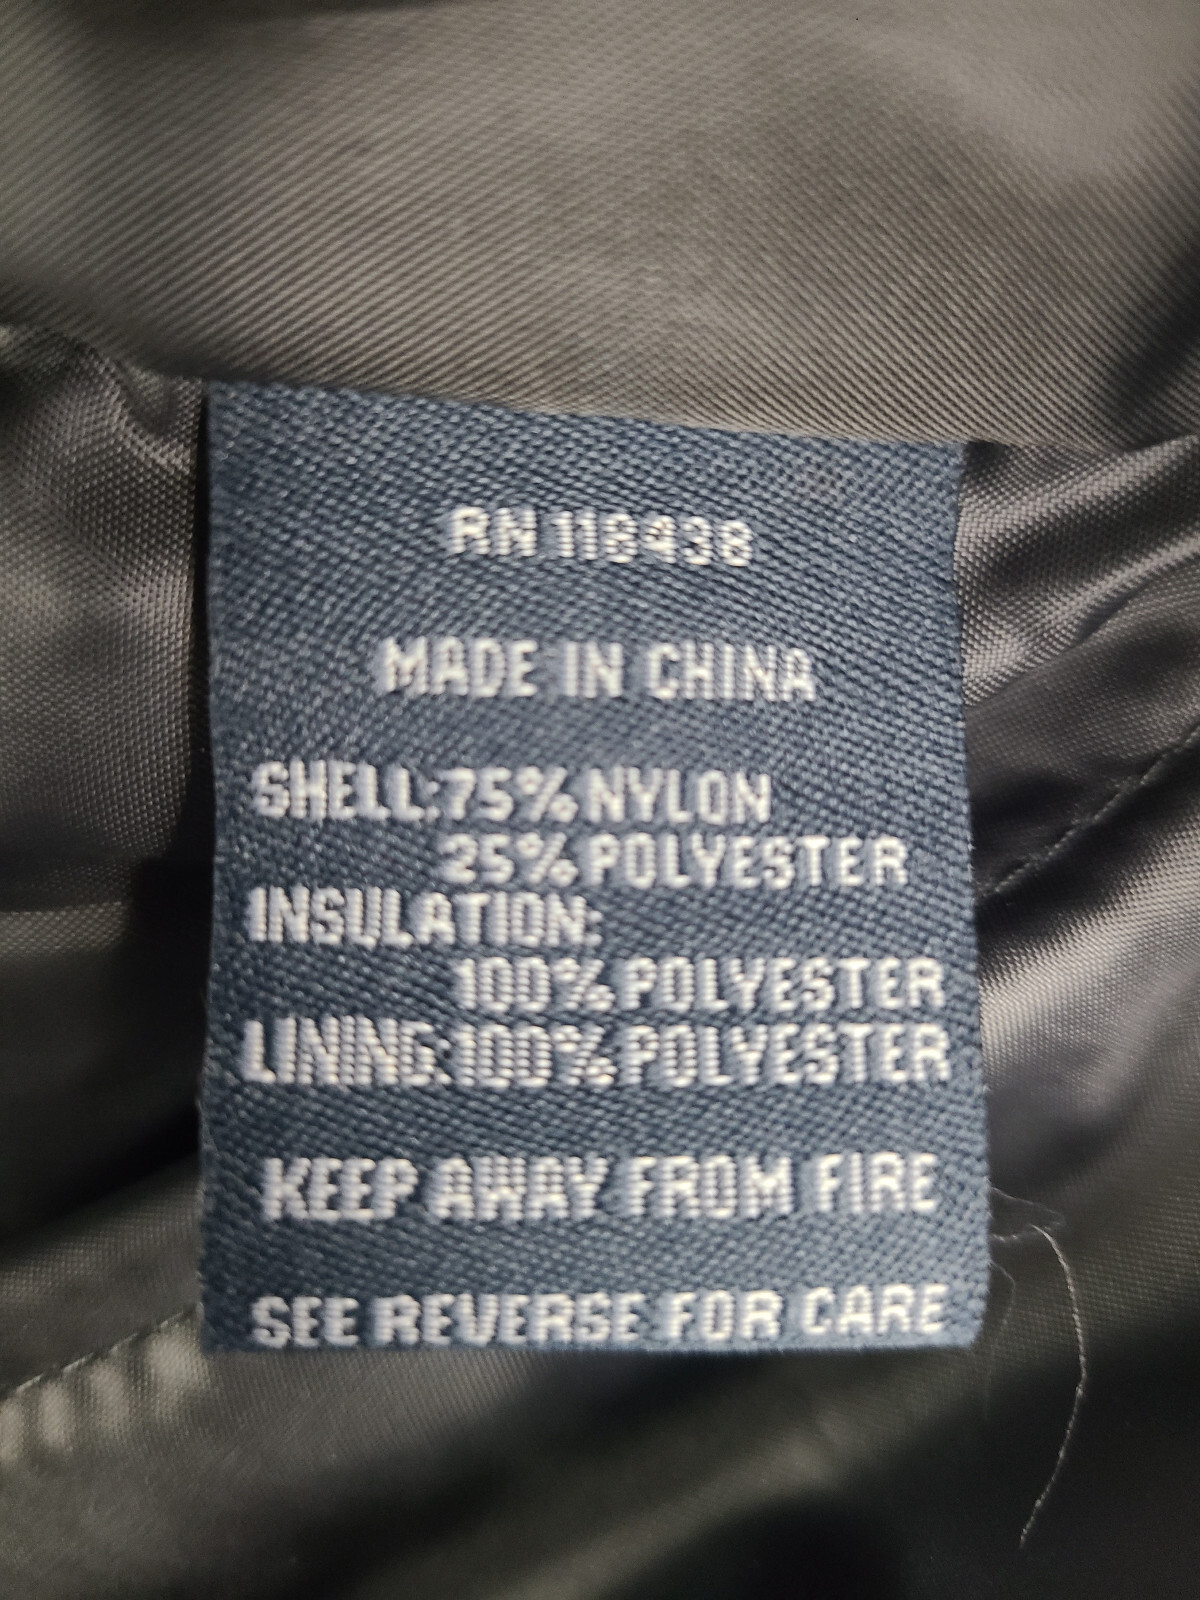 RN 118438
MADE IN CHINA
SHELL:75% NYLON
25% POLYESTER
INSULATION:
100% POLYESTER
LINING:100% POLYESTER
KEEP AWAY FROM FIRE
SEE REVERSE FOR CARE